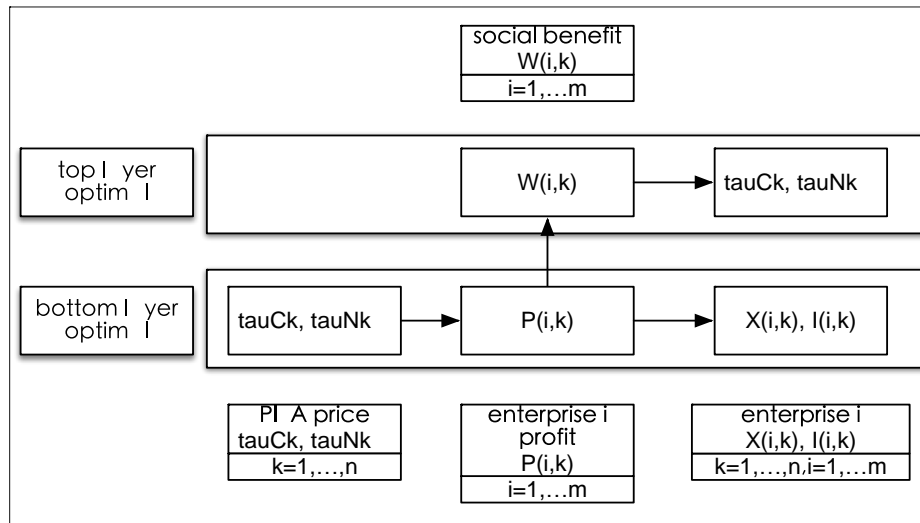 social benefit
W(i,k)
i=1,...m
top l yer
optim l
W(i,k)
tauCk, tauNk
bottom l yer
optim l
tauCk, tauNk
P(i,k)
X(i,k), I(i,k)
Pl A price
tauCk, tauNk
k=1,...,n
enterprise i
profit
P(i,k)
i=1,...m
enterprise i
X(i,k), I(i,k)
k=1,...,n,i=1,...m